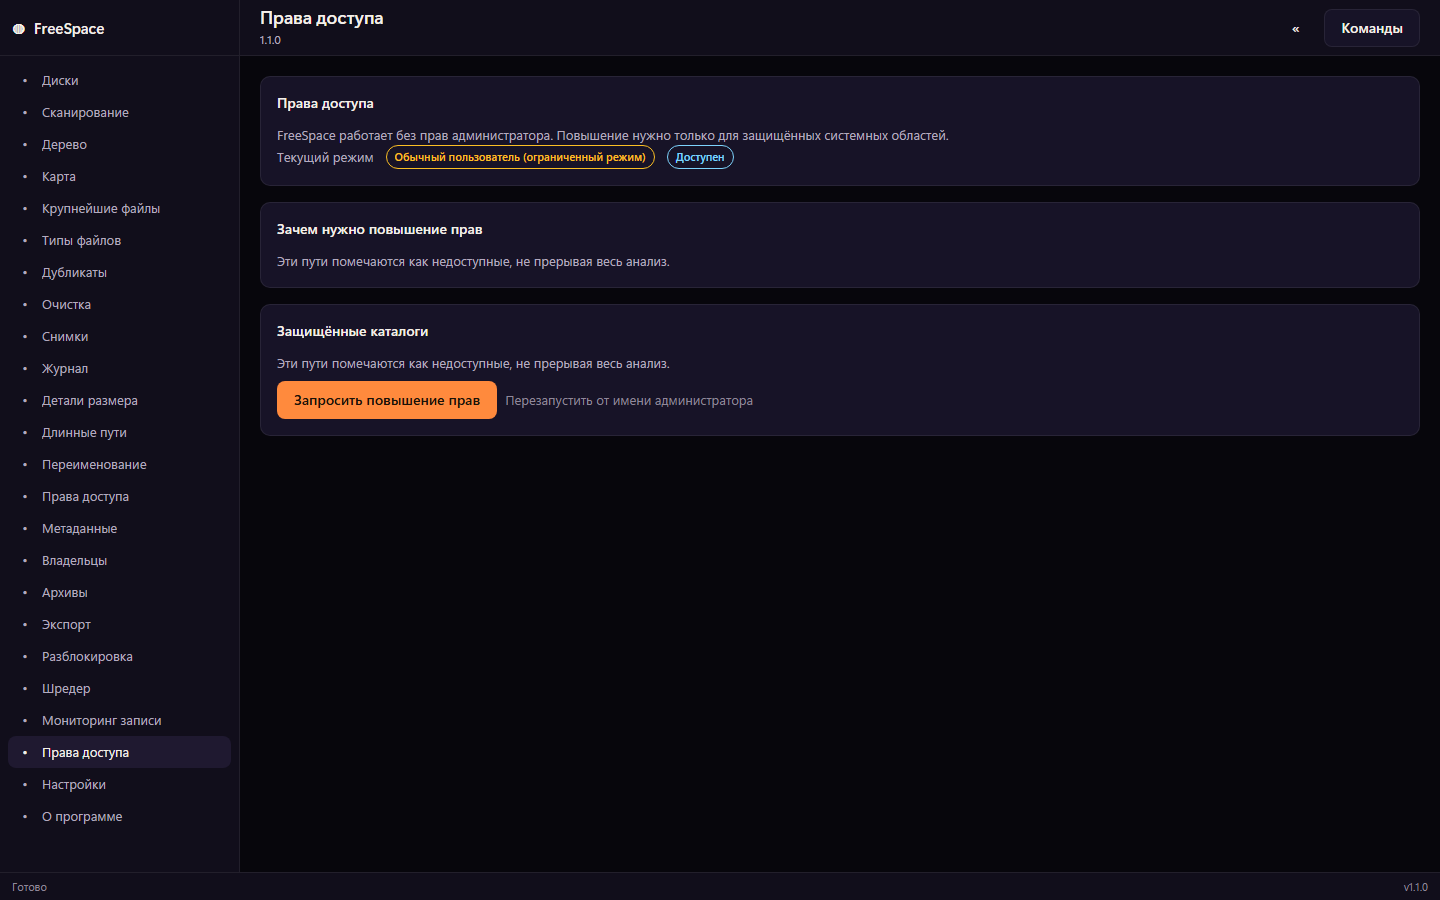 FreeSpace
Права доступа
1.1.0
«
Команды
• Диски
• Сканирование
• Дерево
• Карта
• Крупнейшие файлы
• Типы файлов
• Дубликаты
• Очистка
• Снимки
• Журнал
• Детали размера
• Длинные пути
• Переименование
• Права доступа
• Метаданные
• Владельцы
• Архивы
• Экспорт
• Разблокировка
• Шредер
• Мониторинг записи
• Права доступа
• Настройки
• О программе
Права доступа
FreeSpace работает без прав администратора. Повышение нужно только для защищённых системных областей.
Текущий режим Обычный пользователь (ограниченный режим) Доступен
Зачем нужно повышение прав
Эти пути помечаются как недоступные, не прерывая весь анализ.
Защищённые каталоги
Эти пути помечаются как недоступные, не прерывая весь анализ.
Запросить повышение прав Перезапустить от имени администратора
Готово
v1.1.0